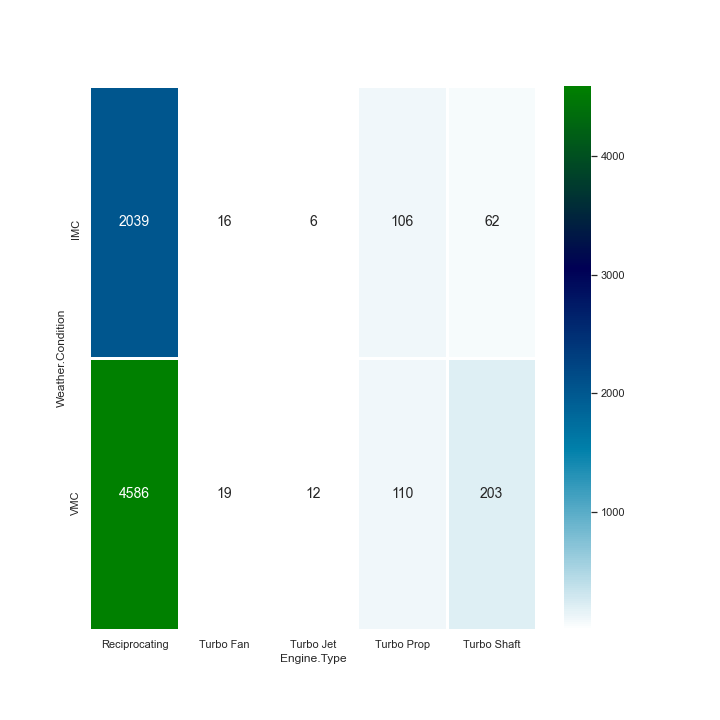 4000
2039 16 6 106 62
IMC
3000
Weather.Condition
2000
4586 19 12 110 203
VMC
1000
Reciprocating Turbo Fan Turbo Jet Turbo Prop Turbo Shaft
Engine.Type